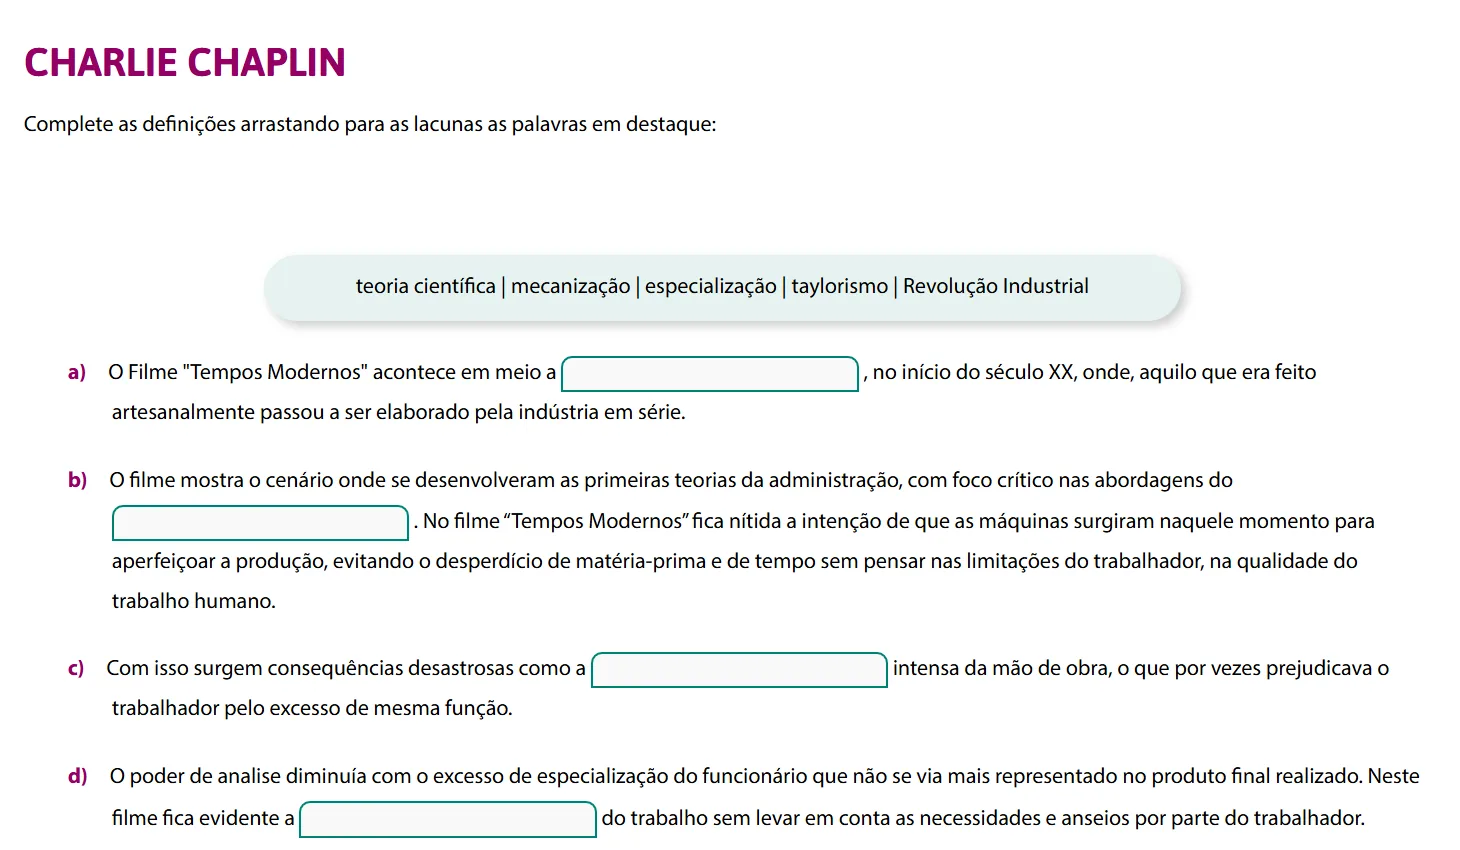 CHARLIE CHAPLIN
Complete as definições arrastando para as lacunas as palavras em destaque:
teoria científica | mecanização | especialização | taylorismo | Revolução Industrial
a) O Filme "Tempos Modernos" acontece em meio a , no início do século XX, onde, aquilo que era feito
artesanalmente passou a ser elaborado pela indústria em série.
b) O filme mostra o cenário onde se desenvolveram as primeiras teorias da administração, com foco crítico nas abordagens do
. No filme “Tempos Modernos” fica nítida a intenção de que as máquinas surgiram naquele momento para
aperfeiçoar a produção, evitando o desperdício de matéria-prima e de tempo sem pensar nas limitações do trabalhador, na qualidade do
trabalho humano.
c) Com isso surgem consequências desastrosas como a intensa da mão de obra, o que por vezes prejudicava o
trabalhador pelo excesso de mesma função.
d) O poder de analise diminuía com o excesso de especialização do funcionário que não se via mais representado no produto final realizado. Neste
filme fica evidente a do trabalho sem levar em conta as necessidades e anseios por parte do trabalhador.